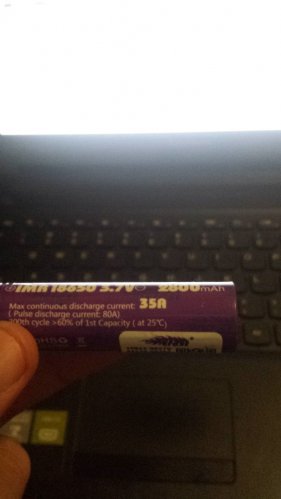 IMR 18650 3.7V 2800mAh
Max continuous discharge current: 35A
( Pulse discharge current: 80A)
300th cycle >60% of 1st Capacity ( at 25℃)